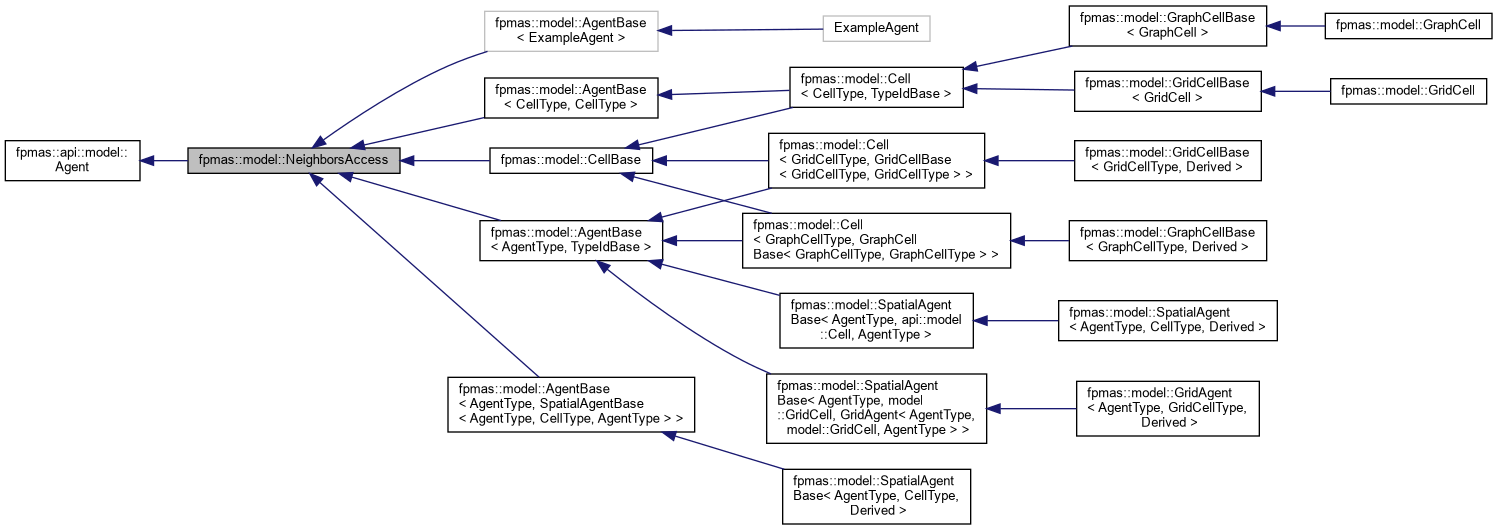 fpmas::api::model::
Agent
fpmas::model::NeighborsAccess
fpmas::model::AgentBase
< ExampleAgent >
fpmas::model::AgentBase
< CellType, CellType >
fpmas::model::CellBase
fpmas::model::AgentBase
< AgentType, TypeIdBase >
fpmas::model::AgentBase
< AgentType, SpatialAgentBase
< AgentType, CellType, AgentType > >
ExampleAgent
fpmas::model::Cell
< CellType, TypeIdBase >
fpmas::model::Cell
< GridCellType, GridCellBase
< GridCellType, GridCellType > >
fpmas::model::Cell
< GraphCellType, GraphCell
Base< GraphCellType, GraphCellType > >
fpmas::model::SpatialAgent
Base< AgentType, api::model
::Cell, AgentType >
fpmas::model::SpatialAgent
Base< AgentType, model
::GridCell, GridAgent< AgentType,
model::GridCell, AgentType > >
fpmas::model::SpatialAgent
Base< AgentType, CellType,
Derived >
fpmas::model::GraphCellBase
< GraphCell >
fpmas::model::GridCellBase
< GridCell >
fpmas::model::GridCellBase
< GridCellType, Derived >
fpmas::model::GraphCellBase
< GraphCellType, Derived >
fpmas::model::SpatialAgent
< AgentType, CellType, Derived >
fpmas::model::GridAgent
< AgentType, GridCellType,
Derived >
fpmas::model::GraphCell
fpmas::model::GridCell